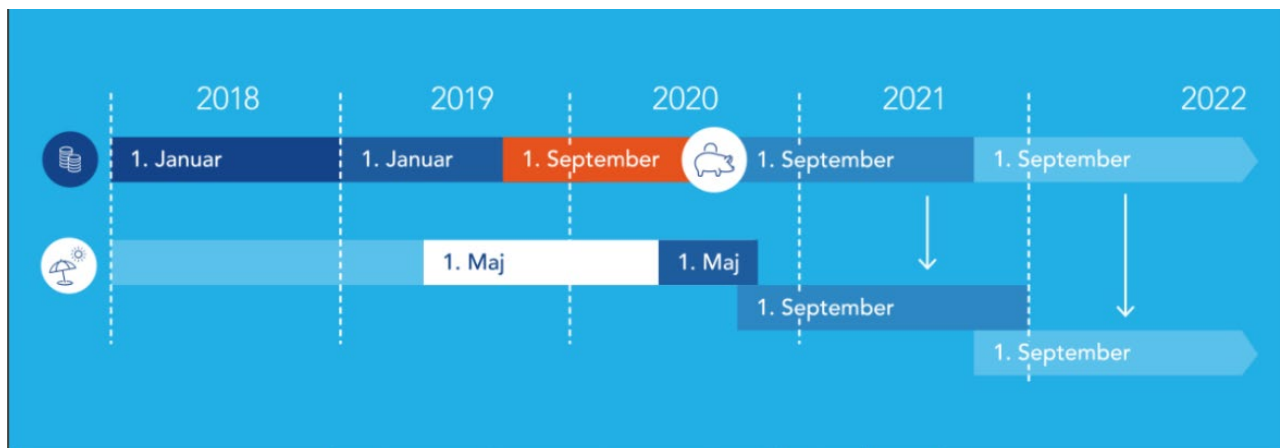 2018 2019 2020 2021 2022
1. Januar 1. Januar 1. September 1. September 1. September
1. Maj 1. Maj
1. September
1. September